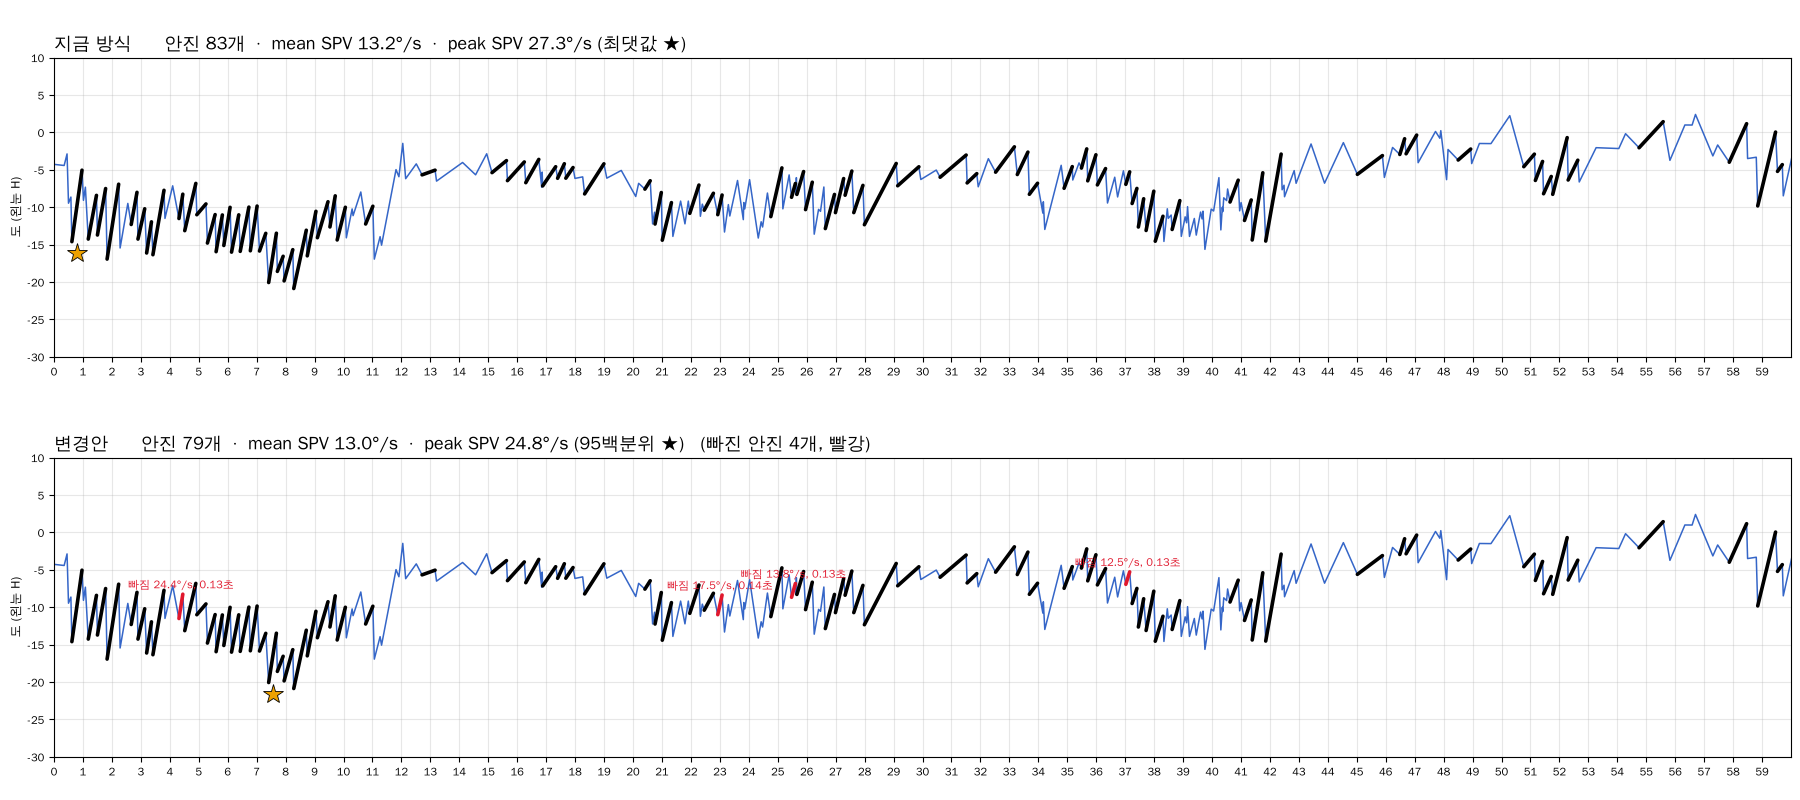 지금 방식 안진 83개 · mean SPV 13.2°/s · peak SPV 27.3°/s (최댓값 ★)
10
5
0
-5
-10
-15
-20
-25
-30
도 (왼눈 H)
0 1 2 3 4 5 6 7 8 9 10 11 12 13 14 15 16 17 18 19 20 21 22 23 24 25 26 27 28 29 30 31 32 33 34 35 36 37 38 39 40 41 42 43 44 45 46 47 48 49 50 51 52 53 54 55 56 57 58 59
변경안 안진 79개 · mean SPV 13.0°/s · peak SPV 24.8°/s (95백분위 ★) (빠진 안진 4개, 빨강)
10
5
0
-5
-10
-15
-20
-25
-30
도 (왼눈 H)
빠짐 24.4°/s, 0.13초
빠짐 17.5°/s, 0.14초
빠짐 13.8°/s, 0.13초
빠짐 12.5°/s, 0.13초
0 1 2 3 4 5 6 7 8 9 10 11 12 13 14 15 16 17 18 19 20 21 22 23 24 25 26 27 28 29 30 31 32 33 34 35 36 37 38 39 40 41 42 43 44 45 46 47 48 49 50 51 52 53 54 55 56 57 58 59